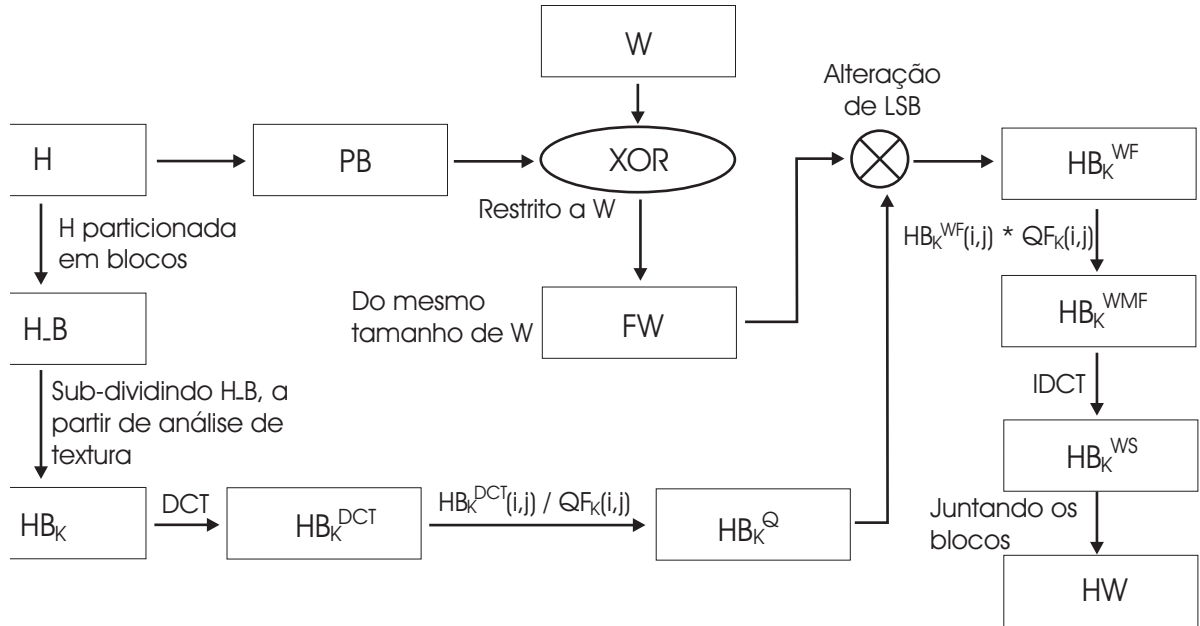 W
Alteração
de LSB
H
PB
XOR
HB_K^WF
Restrito a W
H particionada
em blocos
HB_K^WF(i,j) * QF_K(i,j)
Do mesmo
tamanho de W
FW
H_B
HB_K^WMF
IDCT
Sub-dividindo H_B, a
partir de análise de
textura
HB_K^WS
HB_K
DCT
HB_K^DCT
HB_K^DCT(i,j) / QF_K(i,j)
HB_K^Q
Juntando os
blocos
HW